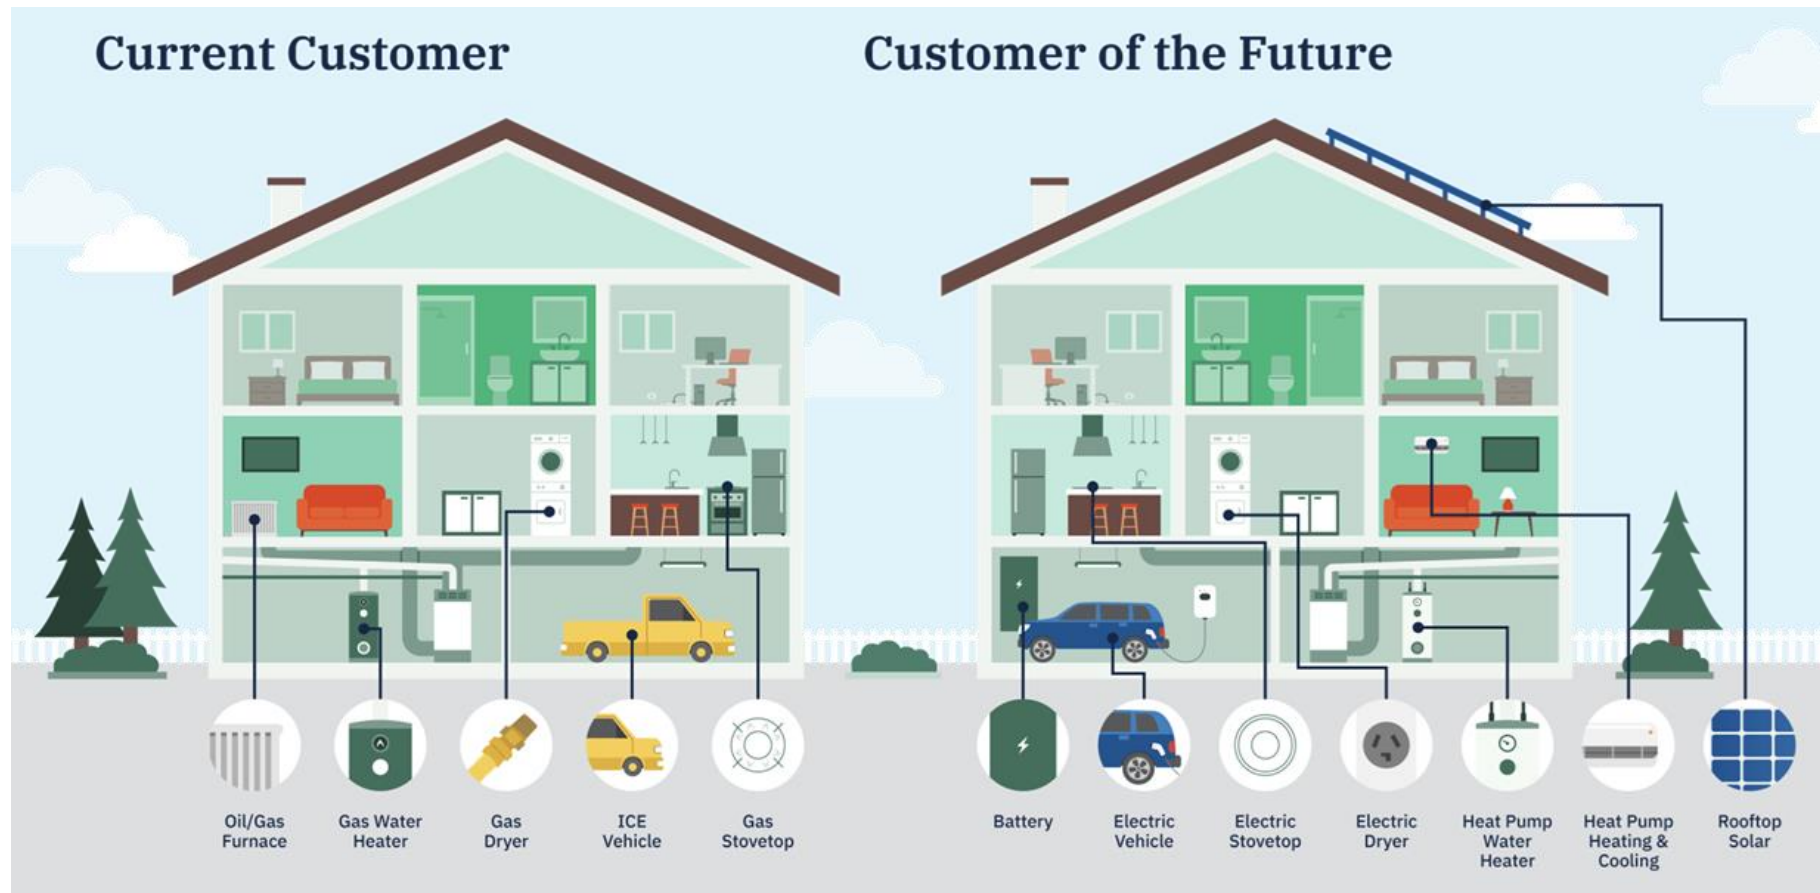 Current Customer
Customer of the Future
Oil/Gas
Furnace
Gas Water
Heater
Gas
Dryer
ICE
Vehicle
Gas
Stovetop
Battery
Electric
Vehicle
Electric
Stovetop
Electric
Dryer
Heat Pump
Water
Heater
Heat Pump
Heating &
Cooling
Rooftop
Solar